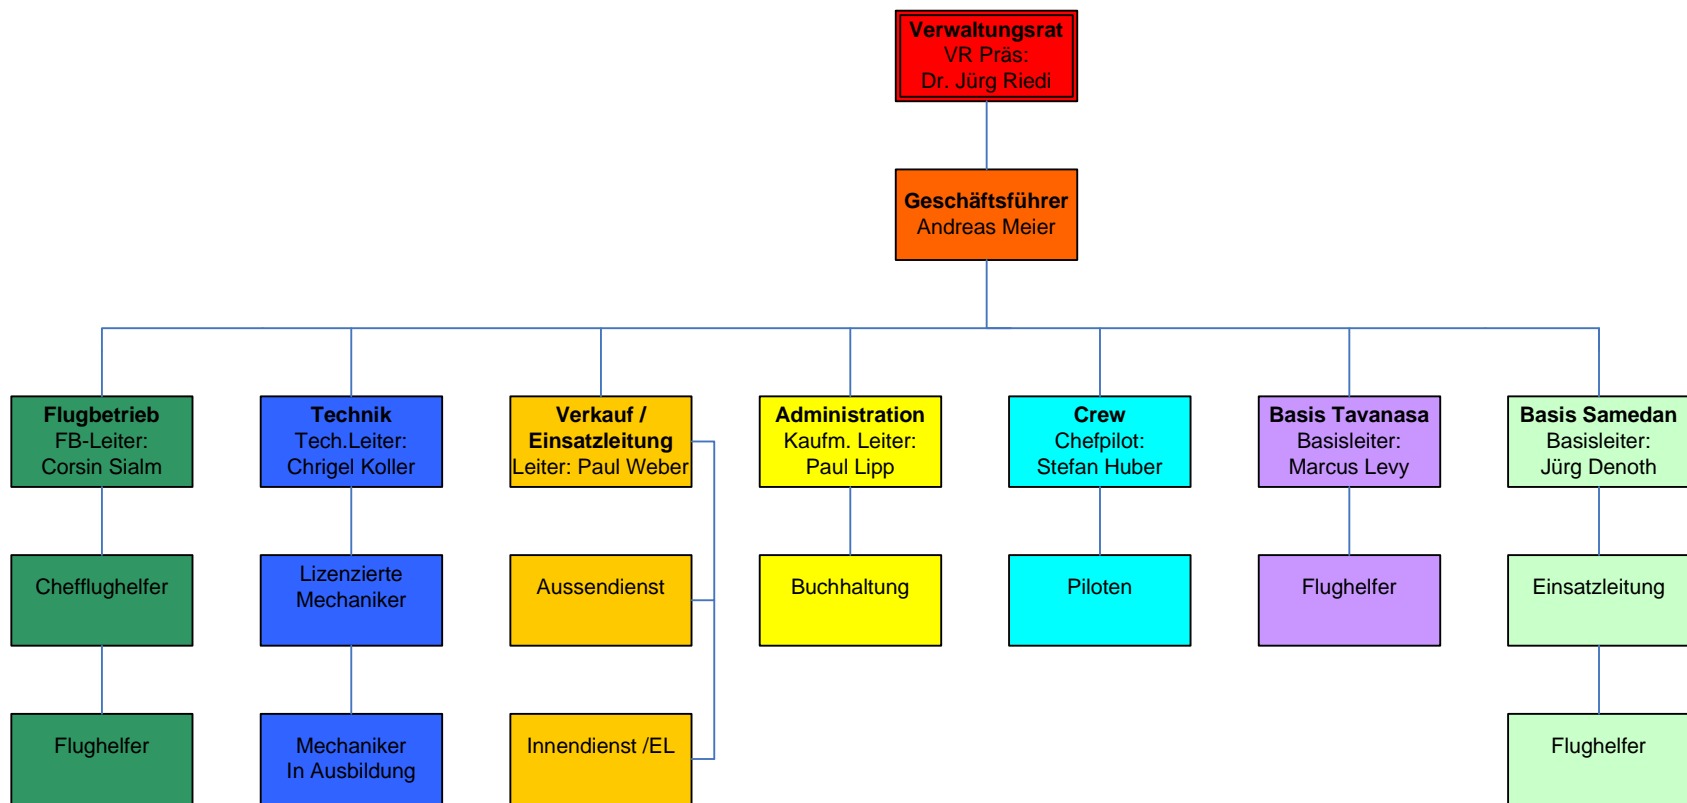 Verwaltungsrat
VR Präs:
Dr. Jürg Riedi
Geschäftsführer
Andreas Meier
Flugbetrieb
FB-Leiter:
Corsin Sialm
Technik
Tech.Leiter:
Chrigel Koller
Verkauf /
Einsatzleitung
Leiter: Paul Weber
Administration
Kaufm. Leiter:
Paul Lipp
Crew
Chefpilot:
Stefan Huber
Basis Tavanasa
Basisleiter:
Marcus Levy
Basis Samedan
Basisleiter:
Jürg Denoth
Chefflughelfer
Lizenzierte
Mechaniker
Aussendienst
Buchhaltung
Piloten
Flughelfer
Einsatzleitung
Flughelfer
Mechaniker
In Ausbildung
Innendienst /EL
Flughelfer